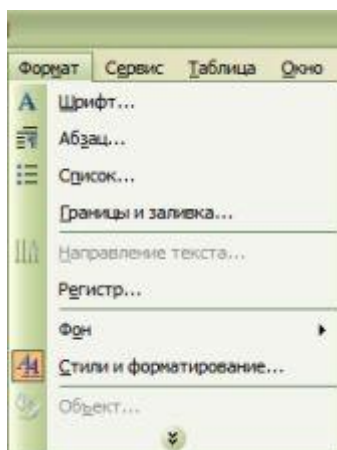 Формат Сервис Таблица Окно
Шрифт...
Абзац...
Список...
Границы и заливка...
Направление текста...
Регистр...
Фон
Стили и форматирование...
Объект...